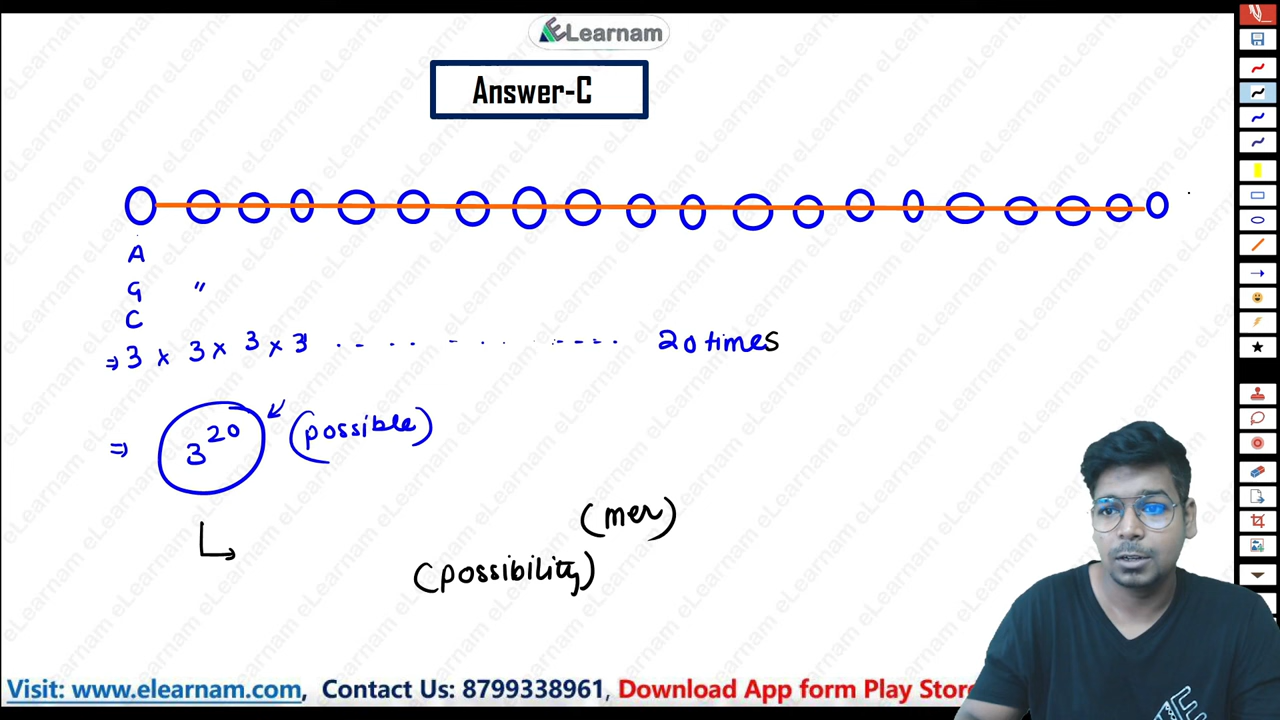 eLearnam
Answer-C
A
G "
C
⇒ 3 × 3 × 3 × 3 ................ 20 times
⇒ 3^20 (possible)
(mer)
(possibility)
Visit: www.elearnam.com, Contact Us: 8799338961, Download App form Play Store